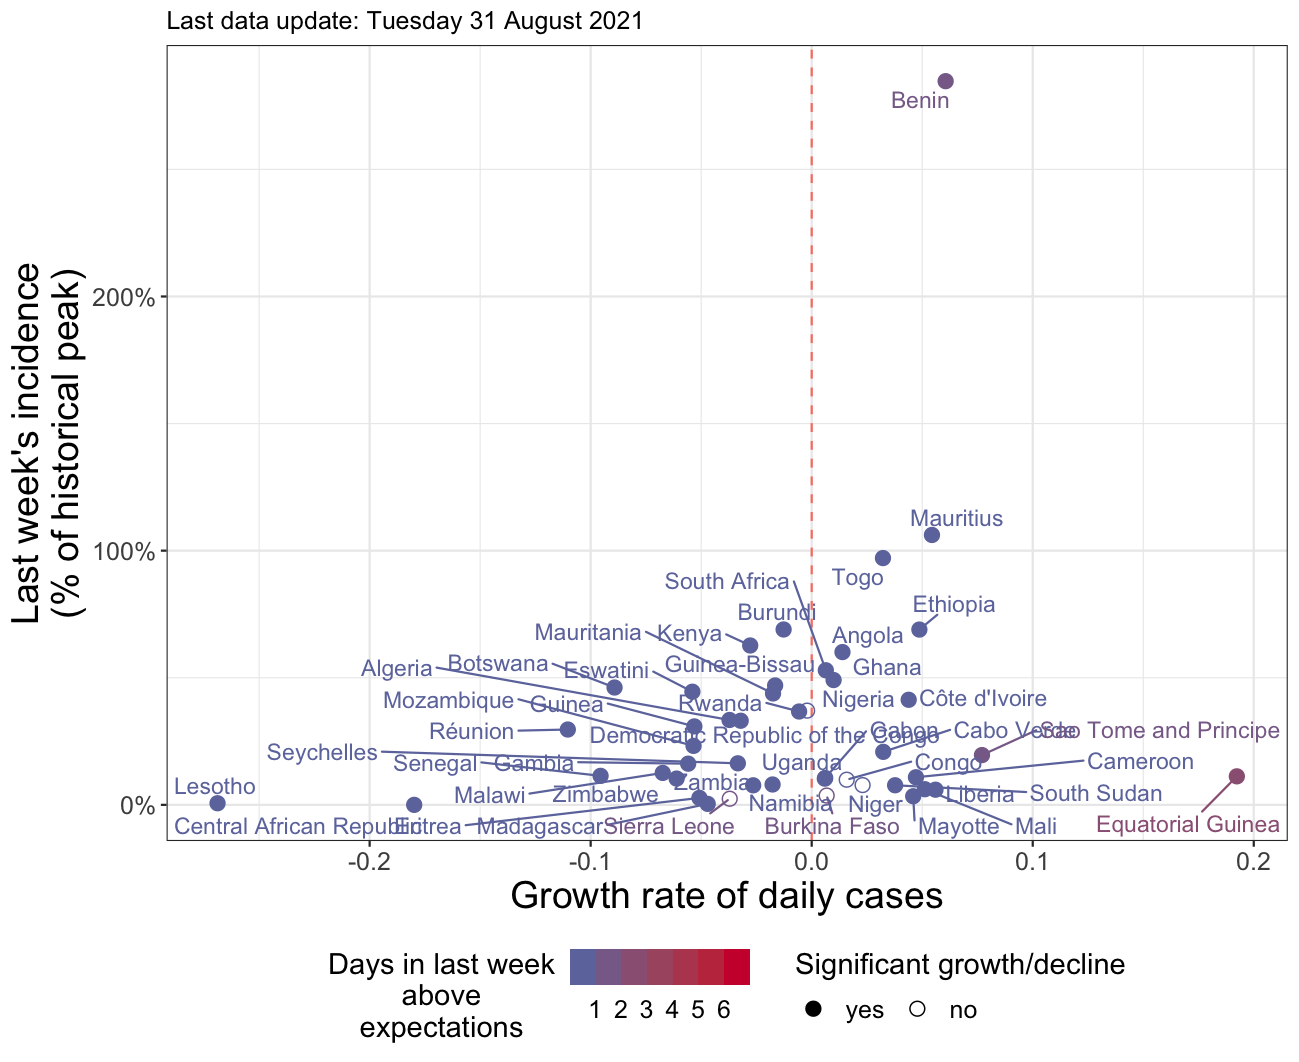 Last data update: Tuesday 31 August 2021
Last week's incidence
(% of historical peak)
200%
100%
0%
Benin
Mauritius
Togo
South Africa
Ethiopia
Burundi
Mauritania
Kenya
Angola
Algeria
Botswana
Eswatini
Guinea-Bissau
Ghana
Mozambique
Guinea
Rwanda
Nigeria
Côte d'Ivoire
Réunion
Democratic Republic of the Congo
Gabon
Cabo Verde
Sao Tome and Principe
Seychelles
Senegal
Gambia
Uganda
Congo
Cameroon
Lesotho
Malawi
Zimbabwe
Zambia
Namibia
Niger
Liberia
South Sudan
Central African Republic
Eritrea
Madagascar
Sierra Leone
Burkina Faso
Mayotte
Mali
Equatorial Guinea
-0.2
-0.1
0.0
0.1
0.2
Growth rate of daily cases
Days in last week
above
expectations
1 2 3 4 5 6
Significant growth/decline
yes
no